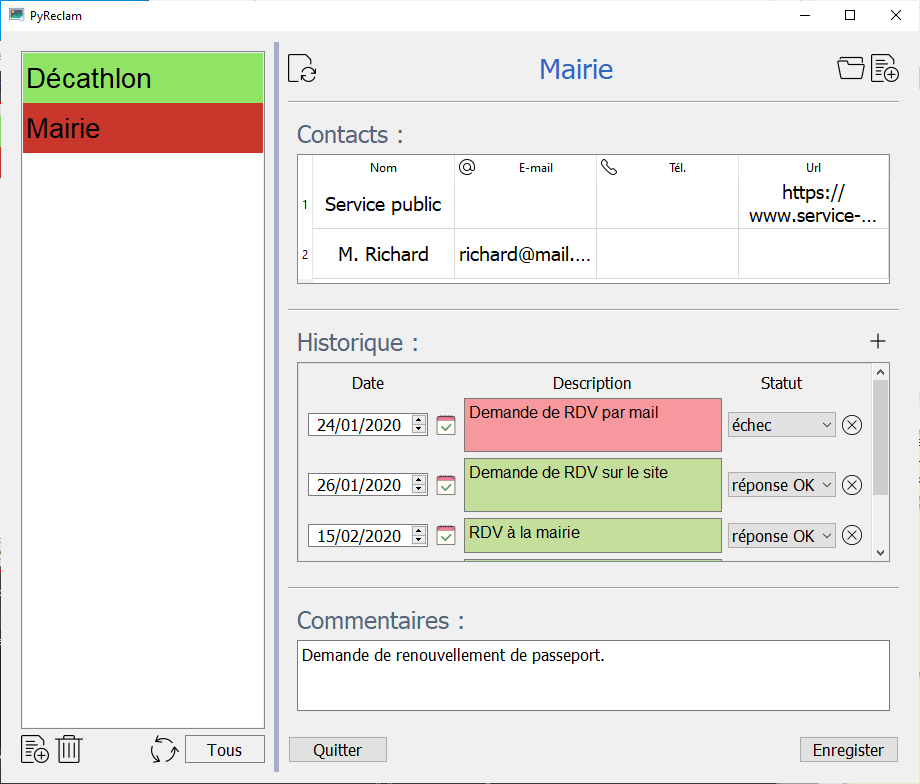 PyReclam
Décathlon
Mairie
Tous
Mairie
Contacts :
Nom E-mail Tél. Url
1 Service public https://
www.service-...
2 M. Richard richard@mail....
Historique :
Date Description Statut
24/01/2020 Demande de RDV par mail échec
26/01/2020 Demande de RDV sur le site réponse OK
15/02/2020 RDV à la mairie réponse OK
Commentaires :
Demande de renouvellement de passeport.
Quitter Enregister